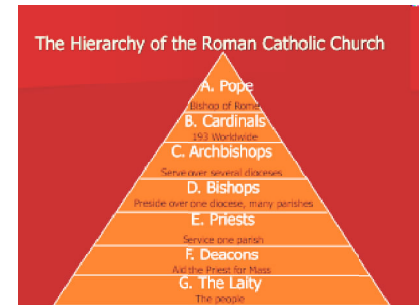 The Hierarchy of the Roman Catholic Church
A. Pope
Bishop of Rome
B. Cardinals
193 Worldwide
C. Archbishops
Serve over several dioceses
D. Bishops
Preside over one diocese, many parishes
E. Priests
Service one parish
F. Deacons
Aid the Priest for Mass
G. The Laity
The people